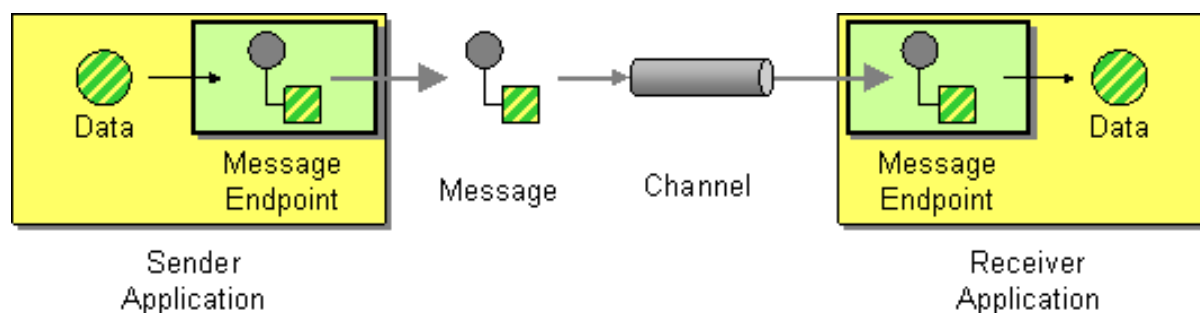 Data
Message
Endpoint
Message
Channel
Message
Endpoint
Data
Sender
Application
Receiver
Application